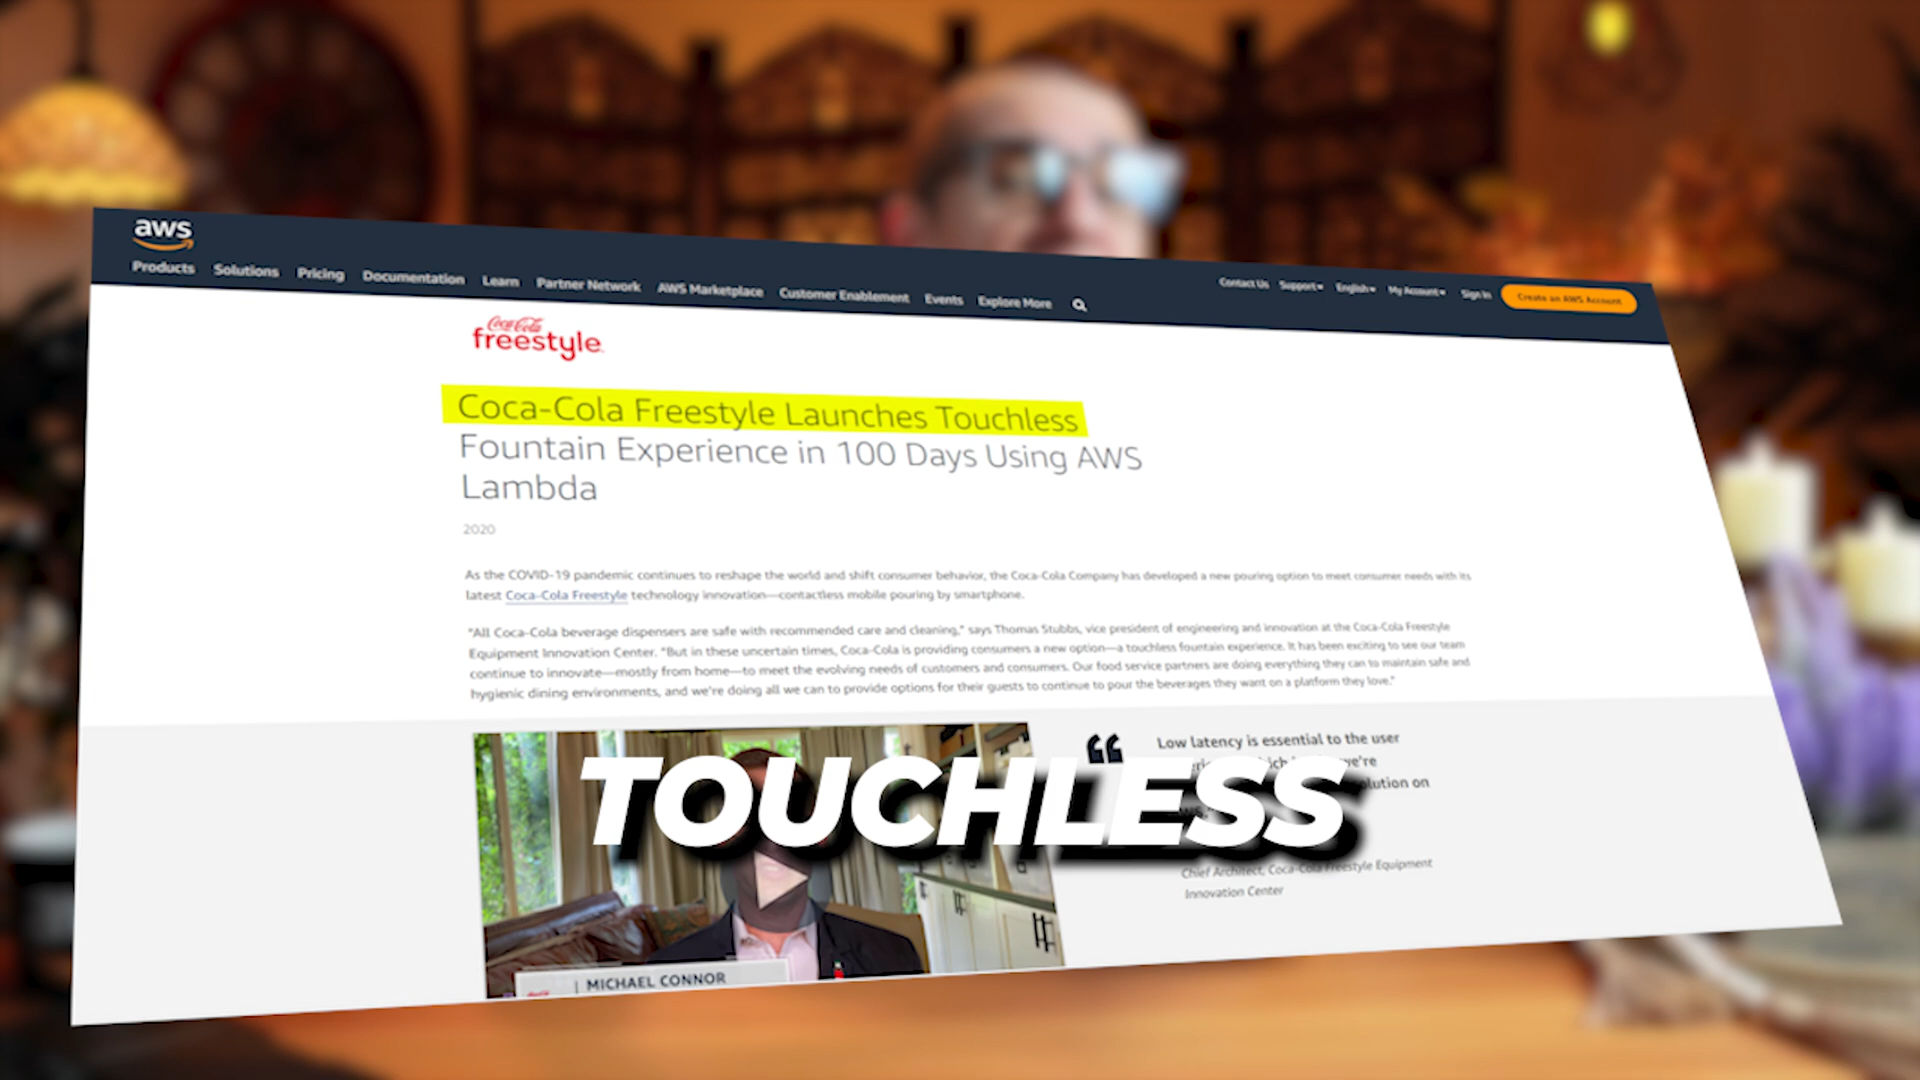 aws
Products Solutions Pricing Documentation Learn Partner Network AWS Marketplace Customer Enablement Events Explore More
Contact Us Support English My Account Sign In Create an AWS Account
Coca-Cola
freestyle
Coca-Cola Freestyle Launches Touchless
Fountain Experience in 100 Days Using AWS
Lambda
2020
As the COVID-19 pandemic continues to reshape the world and shift consumer behavior, the Coca-Cola Company has developed a new pouring option to meet consumer needs with its
latest Coca-Cola Freestyle technology innovation—contactless mobile pouring by smartphone.
"All Coca-Cola beverage dispensers are safe with recommended care and cleaning," says Thomas Stubbs, vice president of engineering and innovation at the Coca-Cola Freestyle
Equipment Innovation Center. "But in these uncertain times, Coca-Cola is providing consumers a new option—a touchless fountain experience. It has been exciting to see our team
continue to innovate—mostly from home—to meet the evolving needs of customers and consumers. Our food service partners are doing everything they can to maintain safe and
hygienic dining environments, and we're doing all we can to provide options for their guests to continue to pour the beverages they want on a platform they love."
“ Low latency is essential to the user
we're
solution on
TOUCHLESS
Chief Architect, Coca-Cola Freestyle Equipment
Innovation Center
| MICHAEL CONNOR